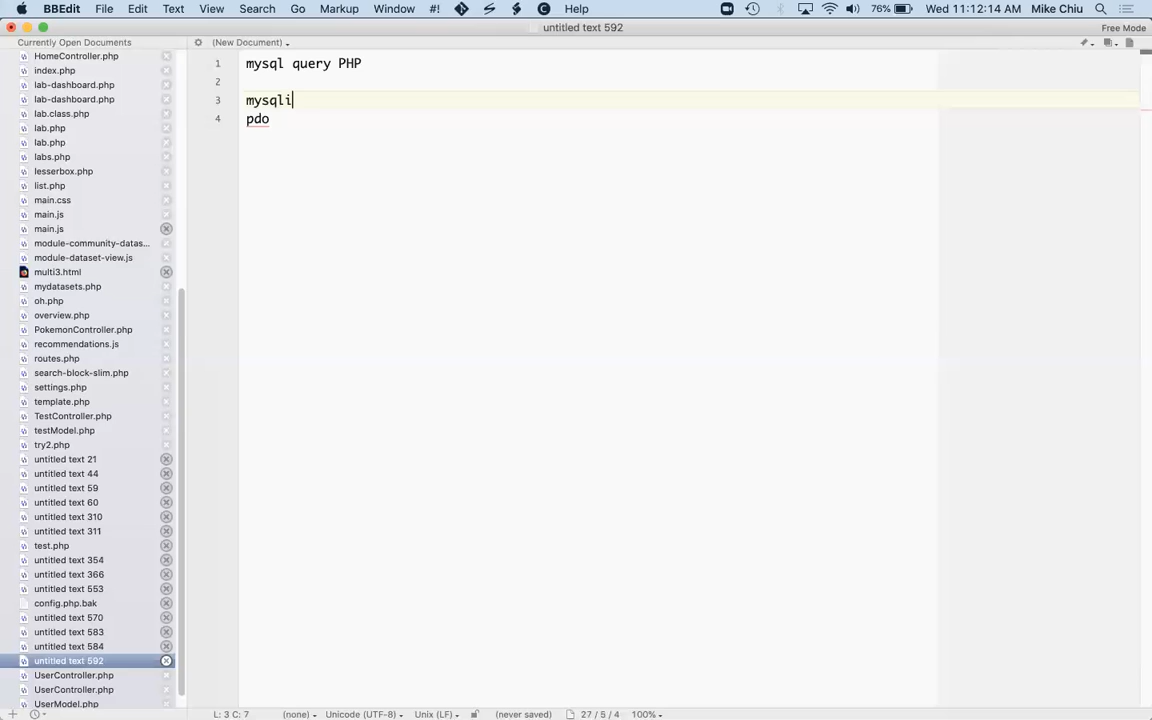 BBEdit File Edit Text View Search Go Markup Window #! Help 76% Wed 11:12:14 AM Mike Chiu
untitled text 592 Free Mode
Currently Open Documents (New Document)
HomeController.php
index.php
lab-dashboard.php
lab-dashboard.php
lab.class.php
lab.php
lab.php
labs.php
lesserbox.php
list.php
main.css
main.js
main.js
module-community-datas...
module-dataset-view.js
multi3.html
mydatasets.php
oh.php
overview.php
PokemonController.php
recommendations.js
routes.php
search-block-slim.php
settings.php
template.php
TestController.php
testModel.php
try2.php
untitled text 21
untitled text 44
untitled text 59
untitled text 60
untitled text 310
untitled text 311
test.php
untitled text 354
untitled text 366
untitled text 553
config.php.bak
untitled text 570
untitled text 583
untitled text 584
untitled text 592
UserController.php
UserController.php
UserModel.php
1 mysql query PHP
2
3 mysqli
4 pdo
L: 3 C: 7 (none) Unicode (UTF-8) Unix (LF) (never saved) 27 / 5 / 4 100%